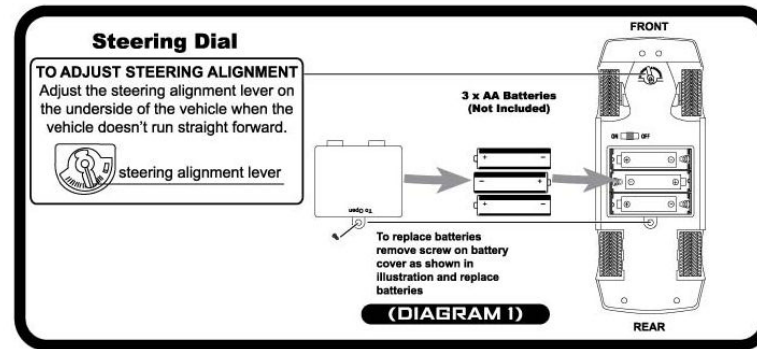 Steering Dial
TO ADJUST STEERING ALIGNMENT
Adjust the steering alignment lever on
the underside of the vehicle when the
vehicle doesn't run straight forward.
steering alignment lever
3 x AA Batteries
(Not Included)
To Open
To replace batteries
remove screw on battery
cover as shown in
illustration and replace
batteries
(DIAGRAM 1)
FRONT
ON OFF
REAR